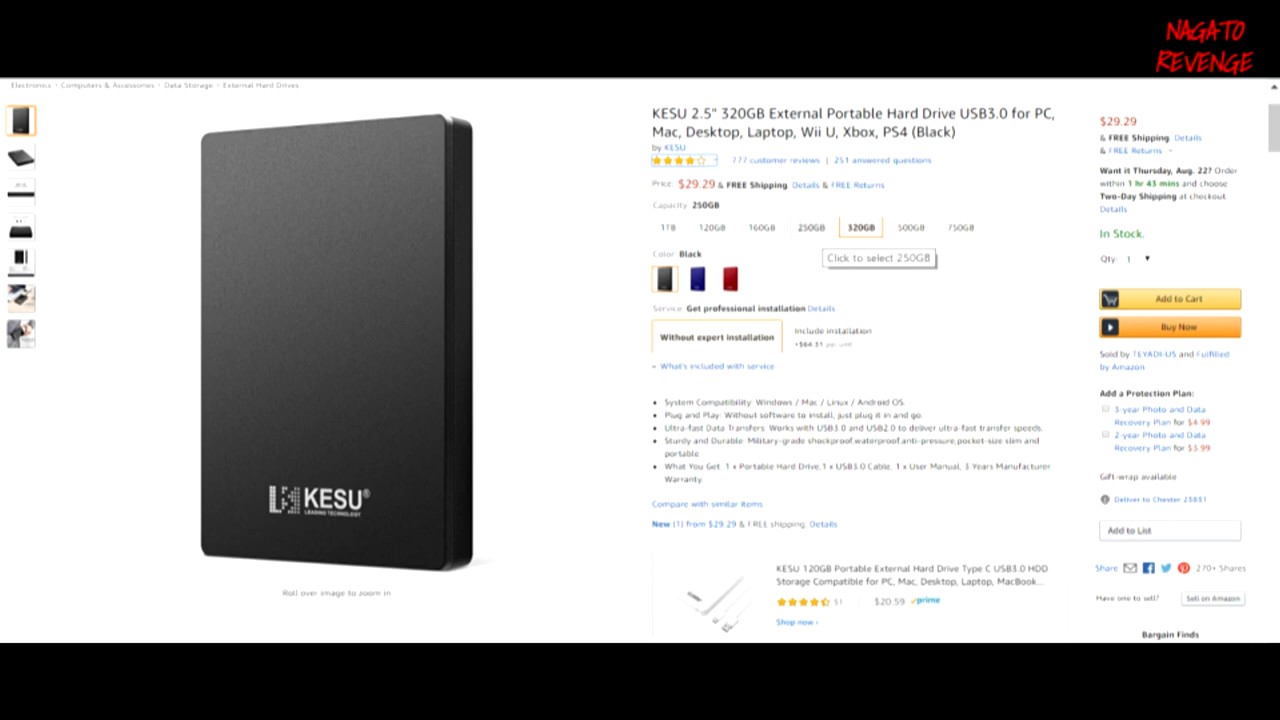 NAGATO
REVENGE
Electronics › Computers & Accessories › Data Storage › External Hard Drives
KESU 2.5" 320GB External Portable Hard Drive USB3.0 for PC,
Mac, Desktop, Laptop, Wii U, Xbox, PS4 (Black)
by KESU
777 customer reviews | 251 answered questions
Price: $29.29 & FREE Shipping Details & FREE Returns
Capacity: 250GB
1TB 120GB 160GB 250GB 320GB 500GB 750GB
Click to select 250GB
Color: Black
Service: Get professional installation Details
Without expert installation
Include installation
+$64.31 per unit
What's included with service
• System Compatibility: Windows / Mac / Linux / Android OS.
• Plug and Play: Without software to install, just plug it in and go.
• Ultra-fast Data Transfers: Works with USB3.0 and USB2.0 to deliver ultra-fast transfer speeds.
• Sturdy and Durable: Military-grade shockproof,waterproof,anti-pressure,pocket-size slim and
portable
• What You Get: 1 x Portable Hard Drive,1 x USB3.0 Cable, 1 x User Manual, 3 Years Manufacturer
Warranty.
Compare with similar items
New (1) from $29.29 & FREE shipping. Details
KESU 120GB Portable External Hard Drive Type C USB3.0 HDD
Storage Compatible for PC, Mac, Desktop, Laptop, MacBook...
51 | $20.59 prime
Shop now ›
KESU®
LEADING TECHNOLOGY
Roll over image to zoom in
$29.29
& FREE Shipping. Details
& FREE Returns
Want it Thursday, Aug. 22? Order
within 1 hr 43 mins and choose
Two-Day Shipping at checkout.
Details
In Stock.
Qty: 1
Add to Cart
Buy Now
Sold by TEYADI-US and Fulfilled
by Amazon.
Add a Protection Plan:
3-year Photo and Data
Recovery Plan for $4.99
2-year Photo and Data
Recovery Plan for $3.99
Gift-wrap available.
Deliver to Chester 23831
Add to List
Share 270+ Shares
Have one to sell? Sell on Amazon
Bargain Finds